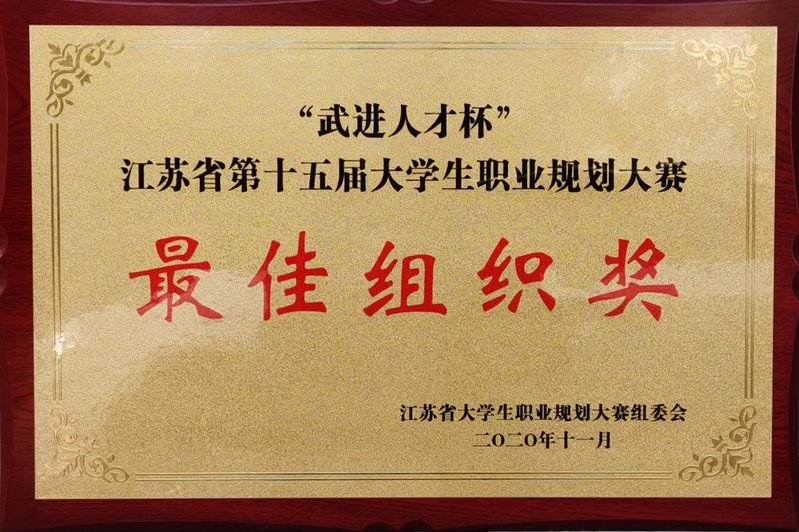 “武进人才杯”
江苏省第十五届大学生职业规划大赛
最佳组织奖
江苏省大学生职业规划大赛组委会
二〇二〇年十一月